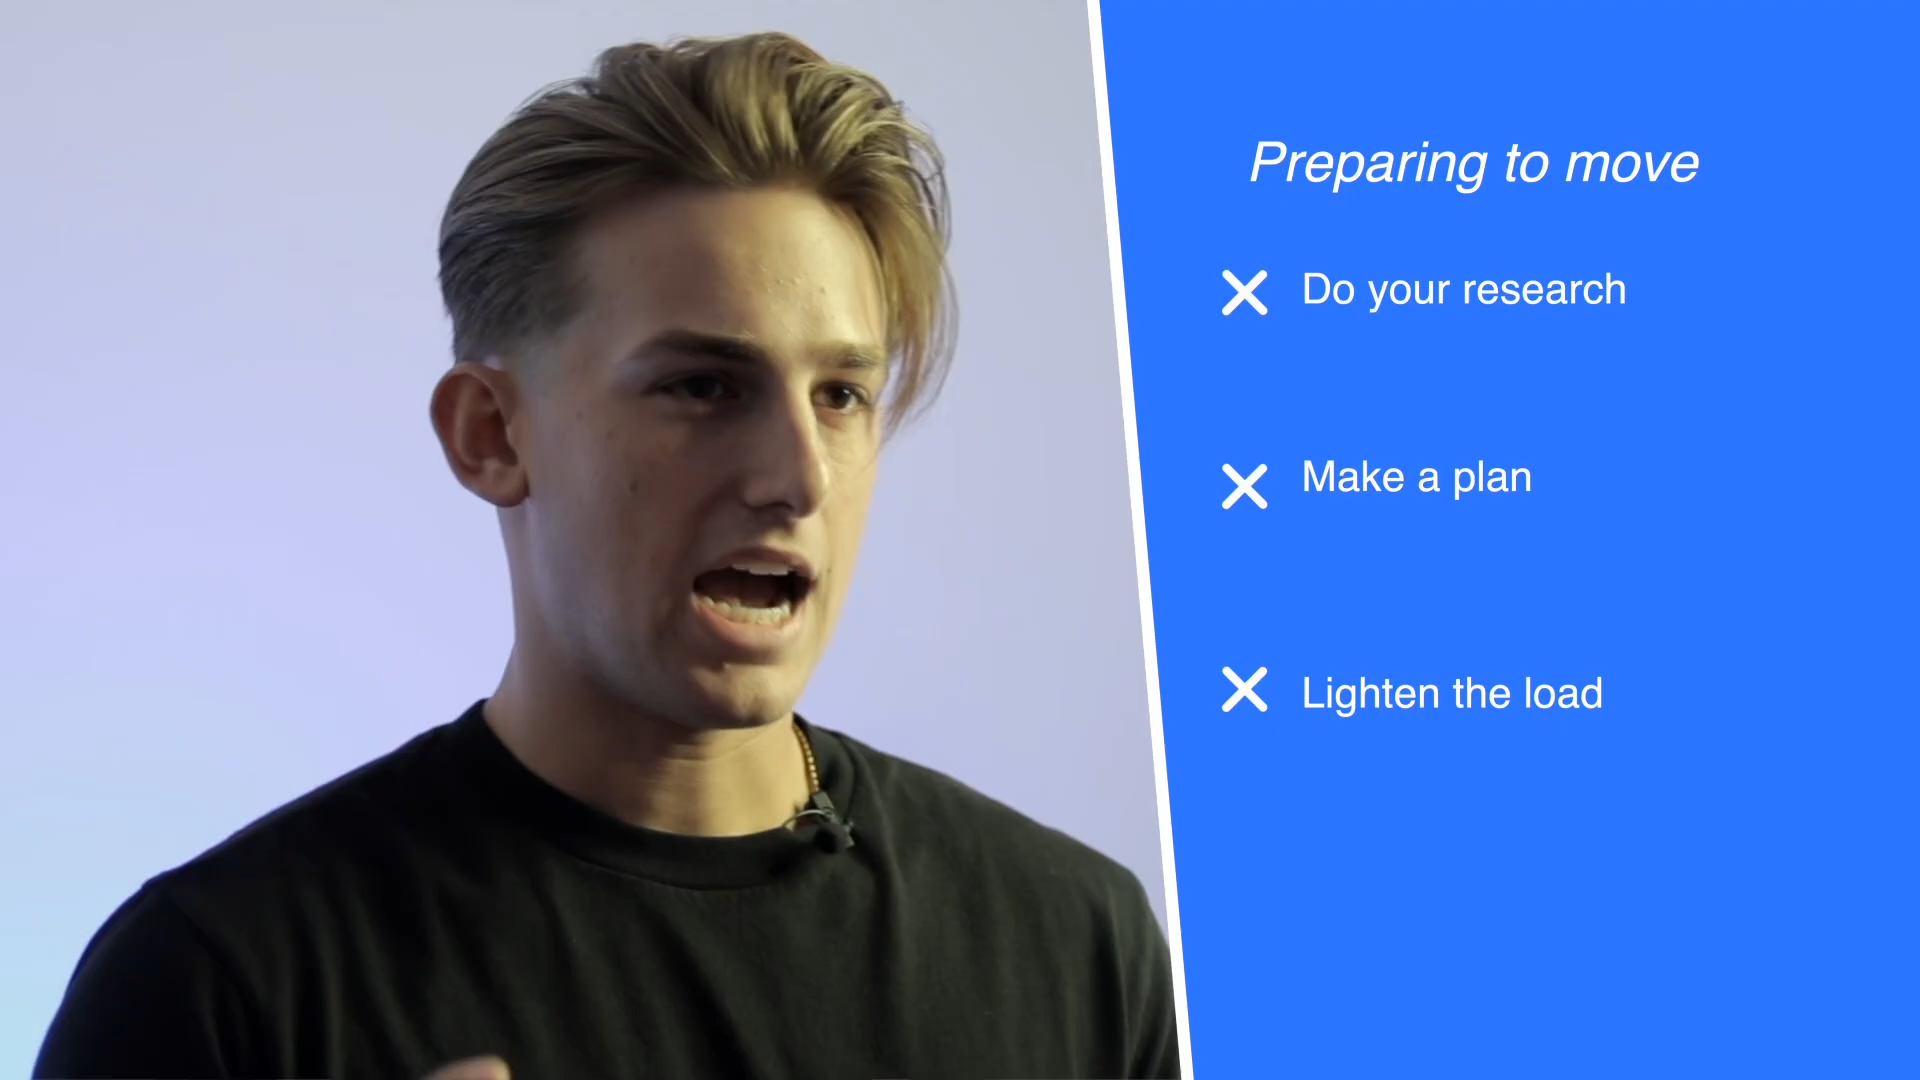 Preparing to move
Do your research
Make a plan
Lighten the load